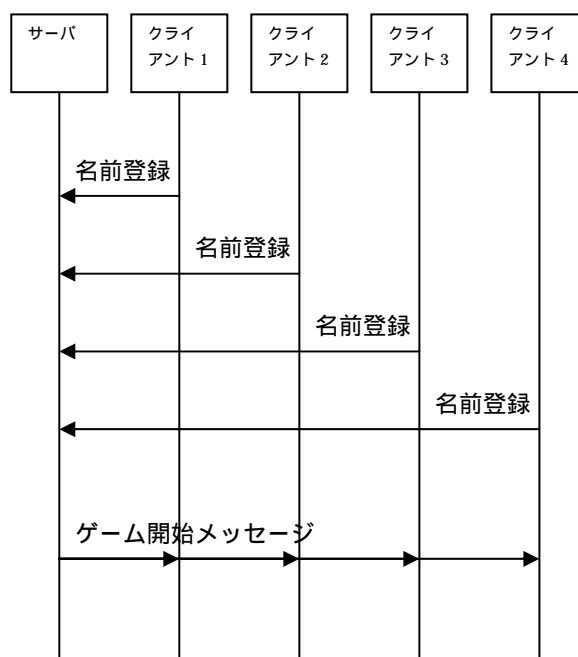 サーバ
クライ
アント1
クライ
アント2
クライ
アント3
クライ
アント4
名前登録
名前登録
名前登録
名前登録
ゲーム開始メッセージ